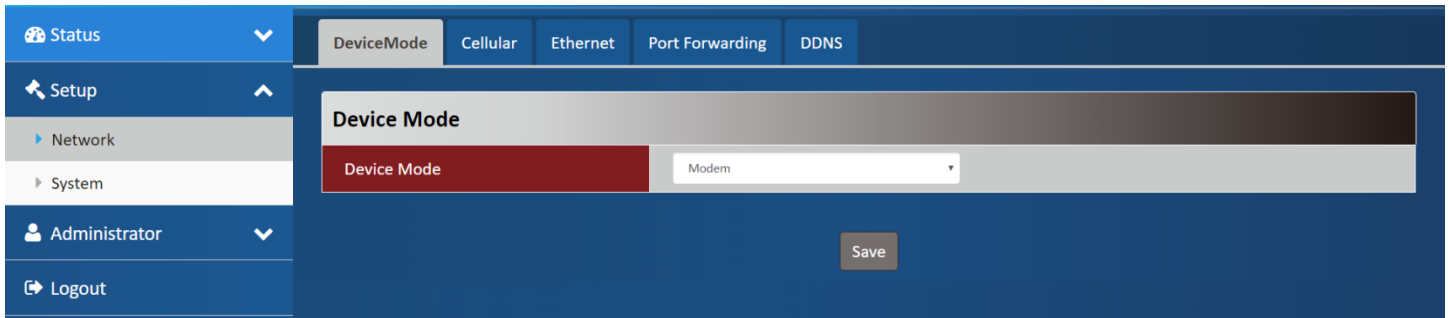 Status
Setup
Network
System
Administrator
Logout
DeviceMode Cellular Ethernet Port Forwarding DDNS
Device Mode
Device Mode Modem
Save